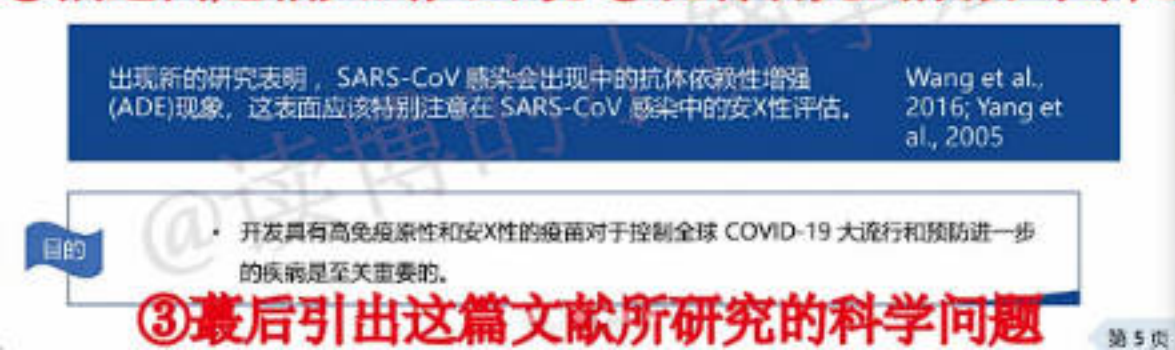 出现新的研究表明，SARS-CoV 感染会出现中的抗体依赖性增强
(ADE)现象，这表面应该特别注意在 SARS-CoV 感染中的安X性评估。
Wang et al.,
2016; Yang et
al., 2005
@读博的小饶
目的
• 开发具有高免疫原性和安X性的疫苗对于控制全球 COVID-19 大流行和预防进一步
的疾病是至关重要的。
③最后引出这篇文献所研究的科学问题
第 5 页